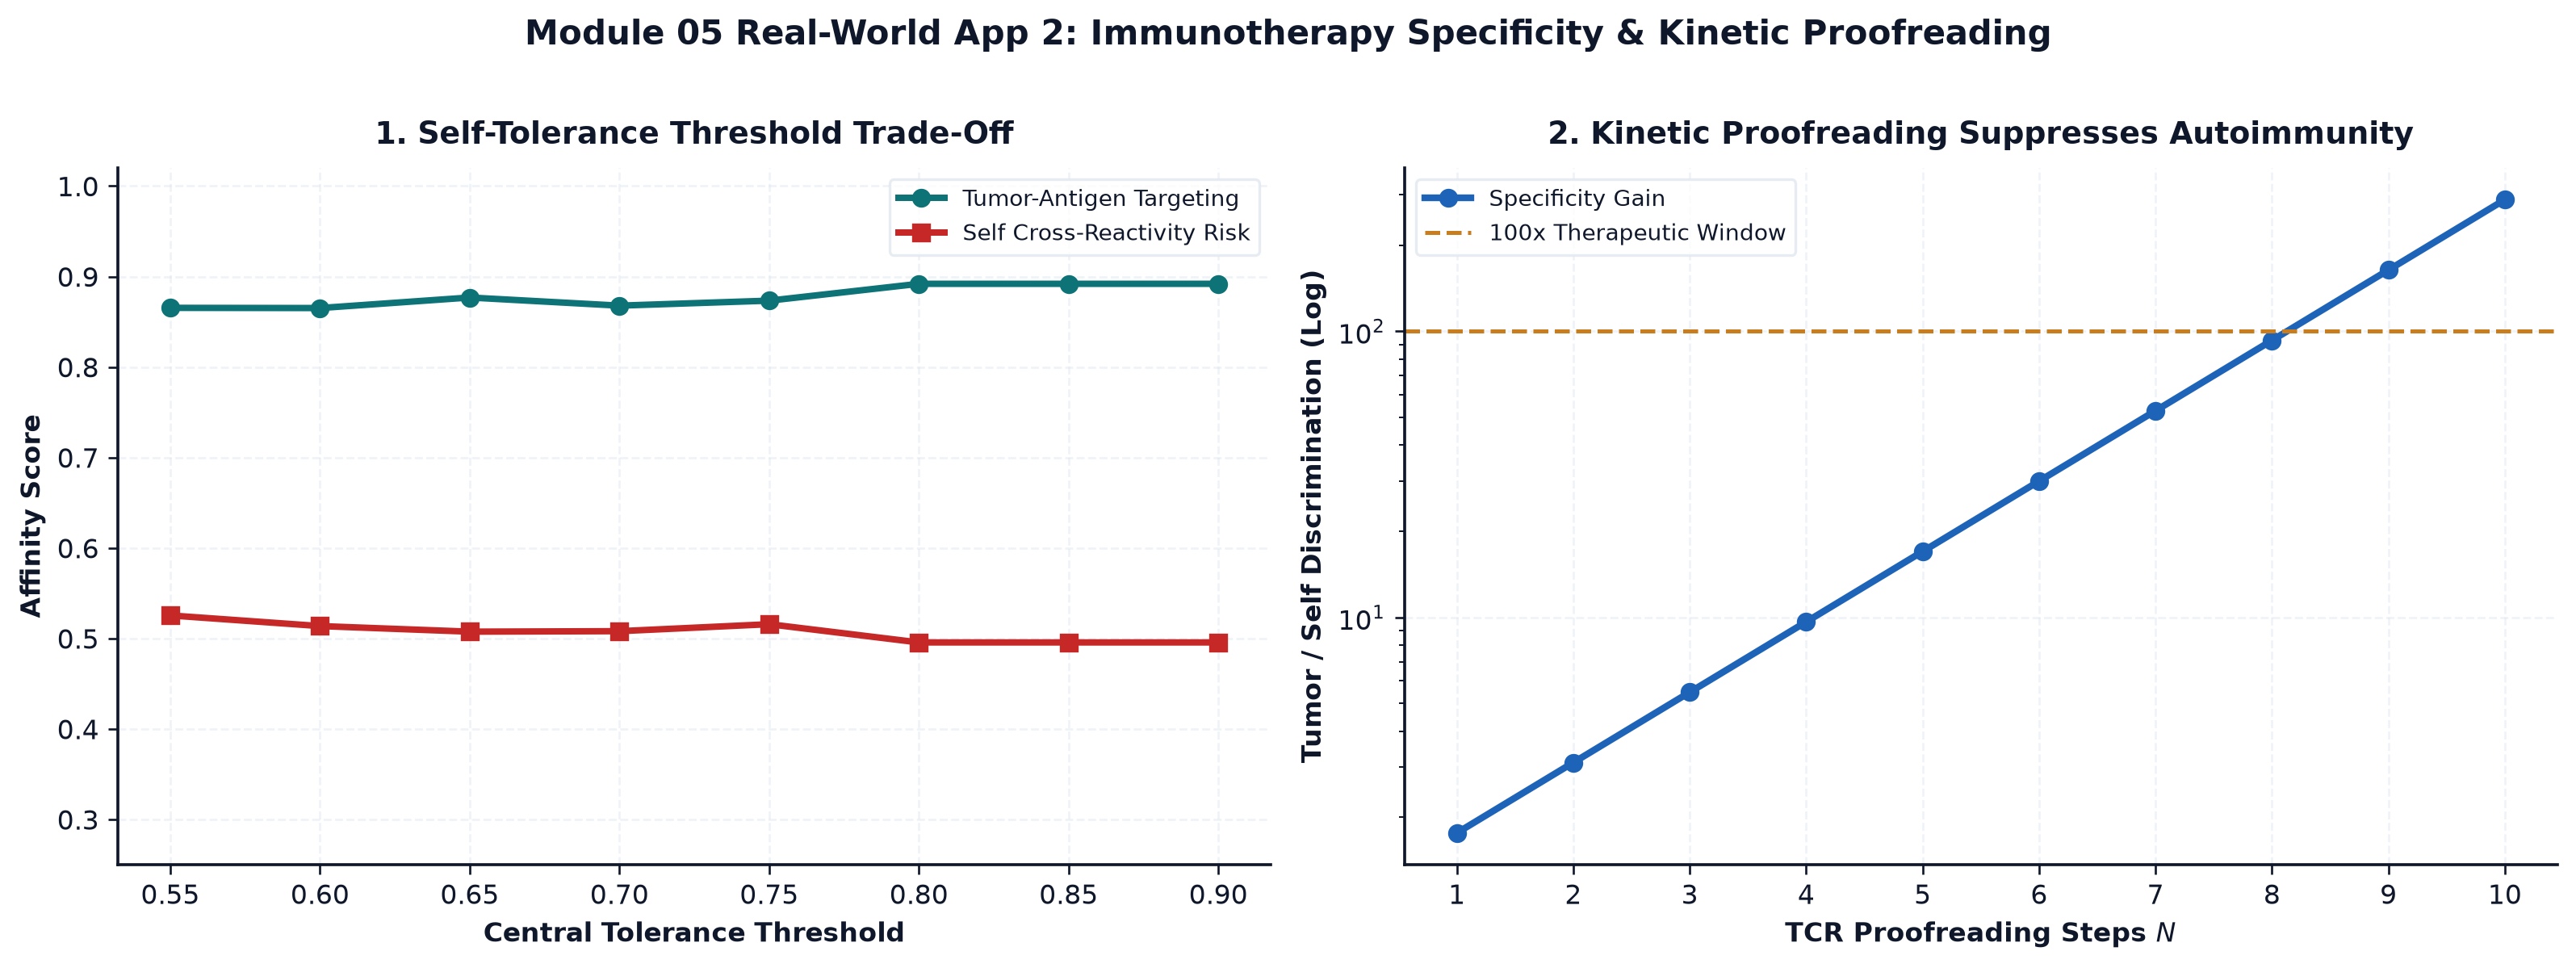 Module 05 Real-World App 2: Immunotherapy Specificity & Kinetic Proofreading
1. Self-Tolerance Threshold Trade-Off
Tumor-Antigen Targeting
Self Cross-Reactivity Risk
Affinity Score
1.0
0.9
0.8
0.7
0.6
0.5
0.4
0.3
0.55 0.60 0.65 0.70 0.75 0.80 0.85 0.90
Central Tolerance Threshold
2. Kinetic Proofreading Suppresses Autoimmunity
Specificity Gain
100x Therapeutic Window
Tumor / Self Discrimination (Log)
10²
10¹
1 2 3 4 5 6 7 8 9 10
TCR Proofreading Steps N